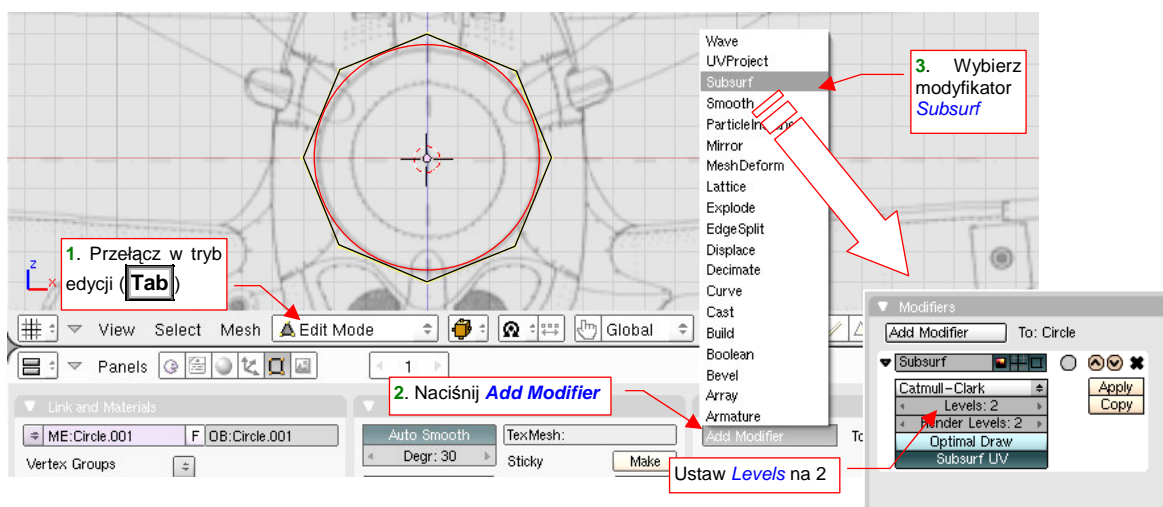 Wave
UVProject
Subsurf
Smooth
Mirror
MeshDeform
Lattice
Explode
EdgeSplit
Displace
Decimate
Curve
Cast
Build
Boolean
Bevel
Array
Armature
3. Wybierz
modyfikator
Subsurf
1. Przełącz w tryb
edycji (Tab)
z
x
View Select Mesh Edit Mode Global
Panels 1
2. Naciśnij Add Modifier
Link and Materials
ME:Circle.001 F OB:Circle.001
Vertex Groups
Auto Smooth
Degr: 30
TexMesh:
Sticky Make
Add Modifier To
Ustaw Levels na 2
Modifiers
Add Modifier To: Circle
Subsurf
Catmull-Clark Apply
Levels: 2 Copy
Render Levels: 2
Optimal Draw
Subsurf UV